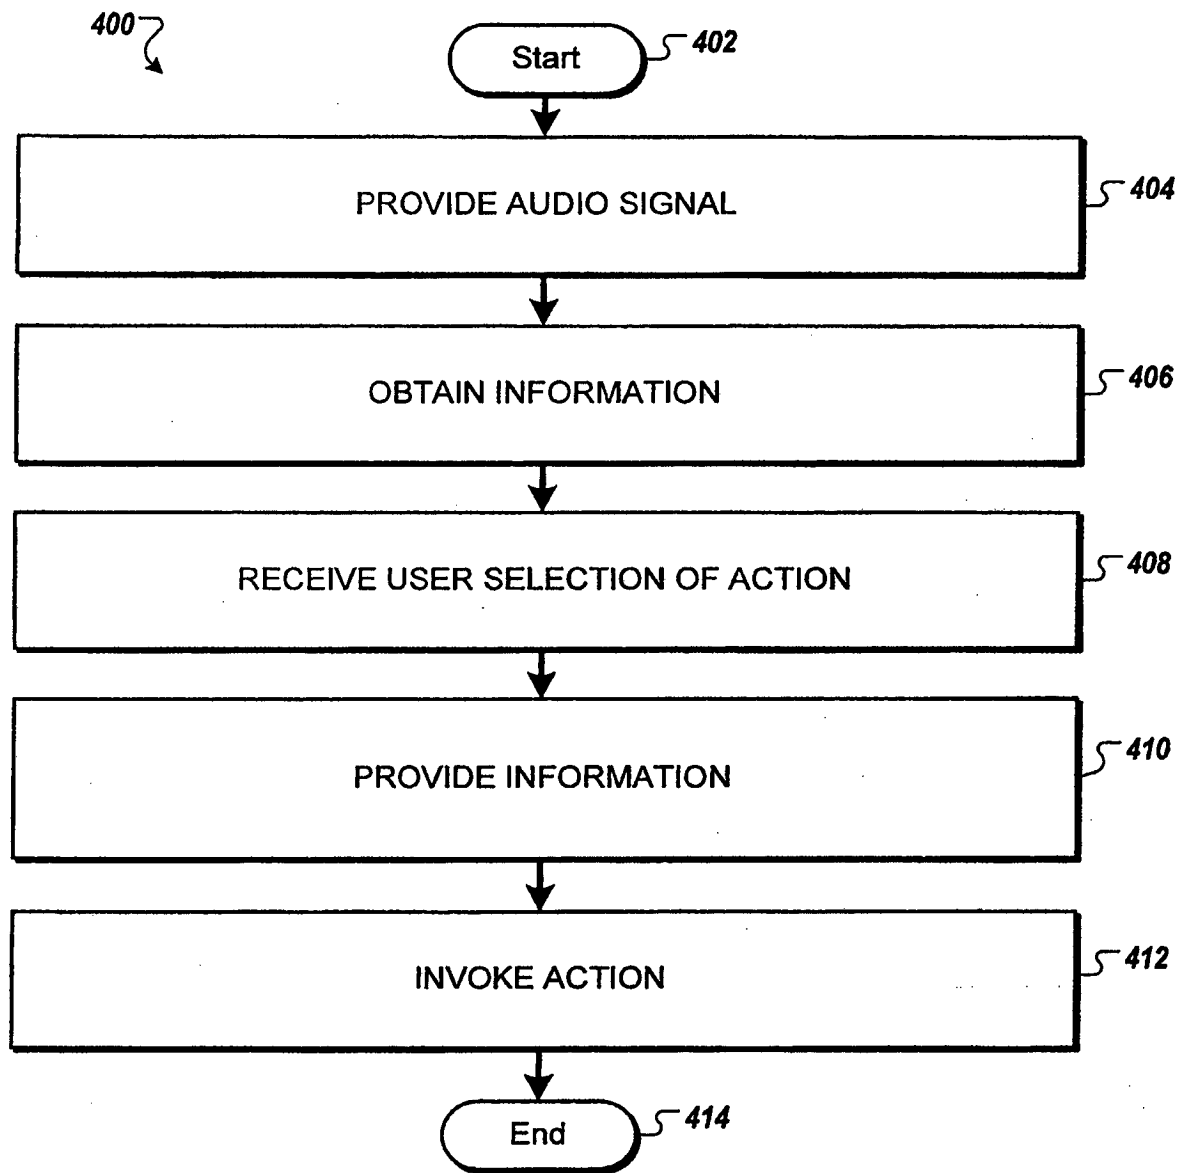 400
Start
402
PROVIDE AUDIO SIGNAL
404
OBTAIN INFORMATION
406
RECEIVE USER SELECTION OF ACTION
408
PROVIDE INFORMATION
410
INVOKE ACTION
412
End
414